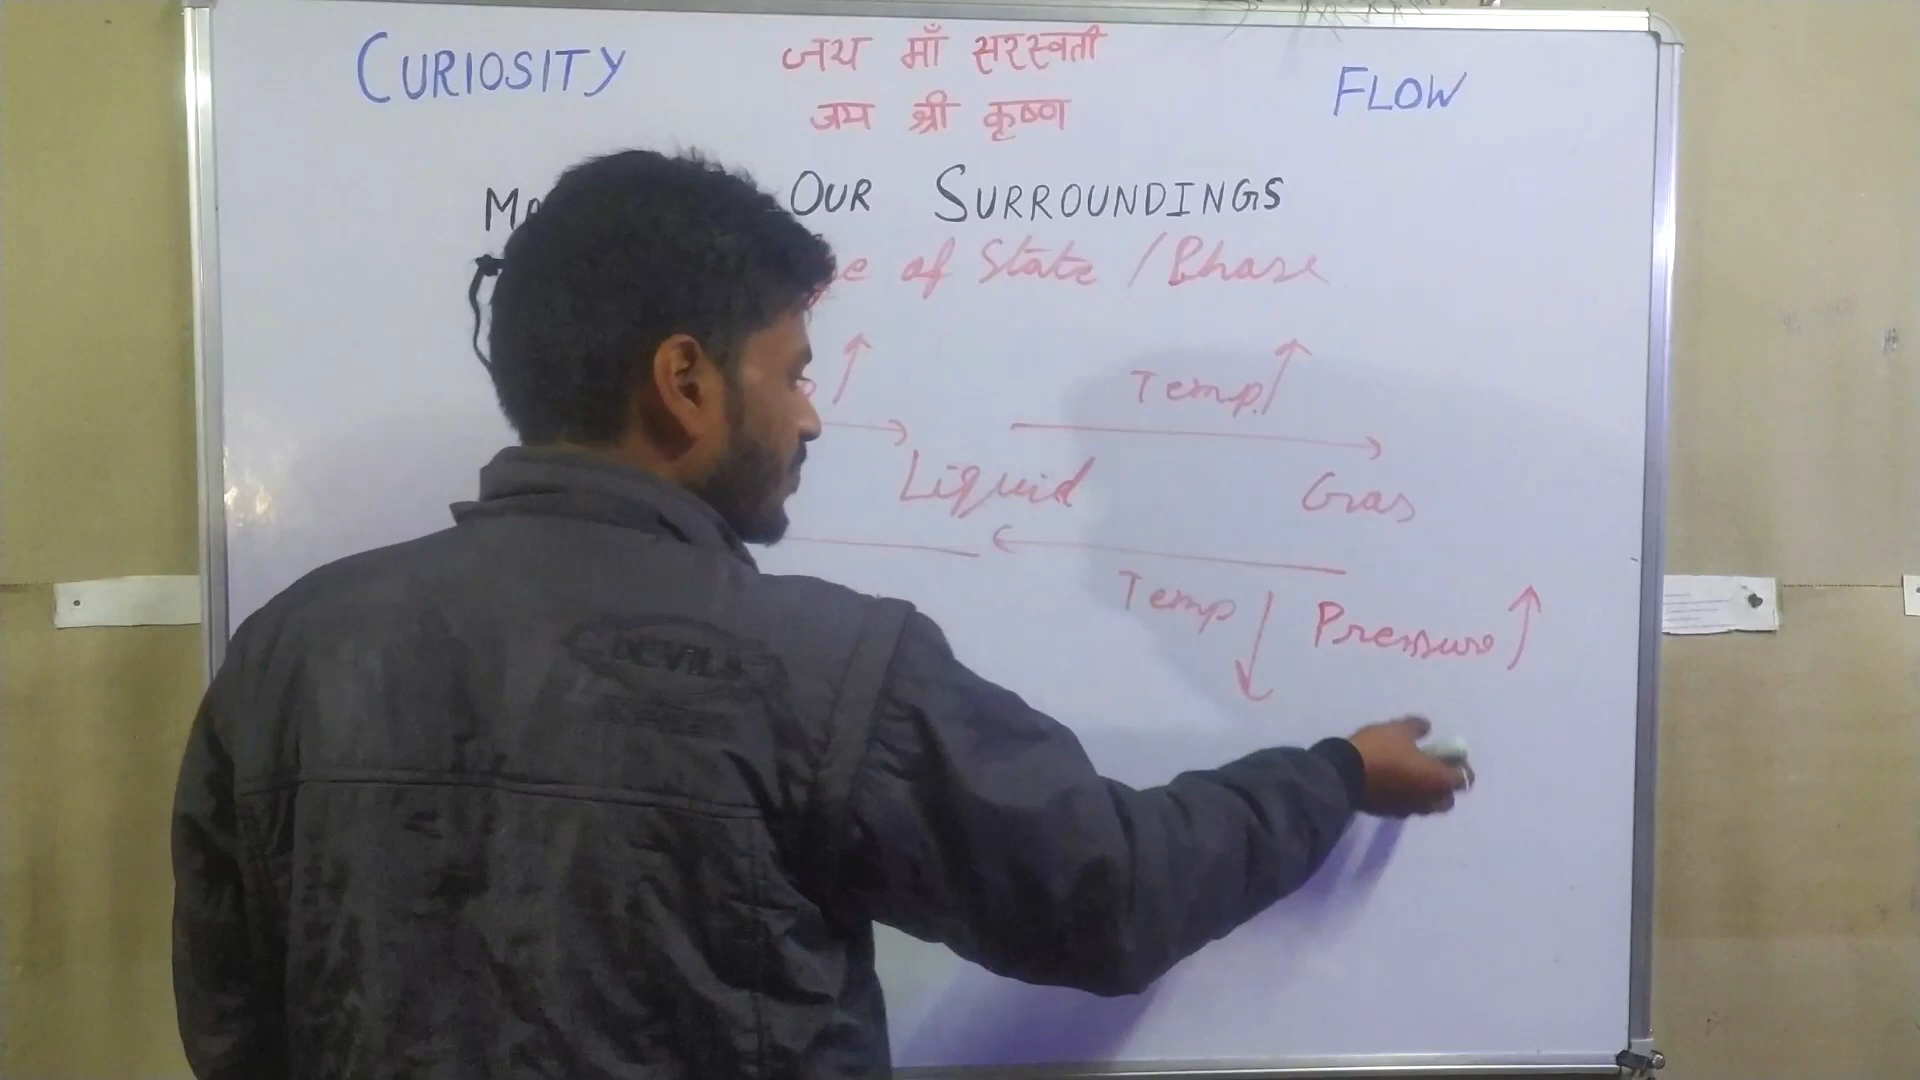 CURIOSITY
जय माँ सरस्वती
जय श्री कृष्ण
FLOW
OUR SURROUNDINGS
of State / Phase
Temp. ↑
Liquid
Gas
Temp ↓ Pressure ↑